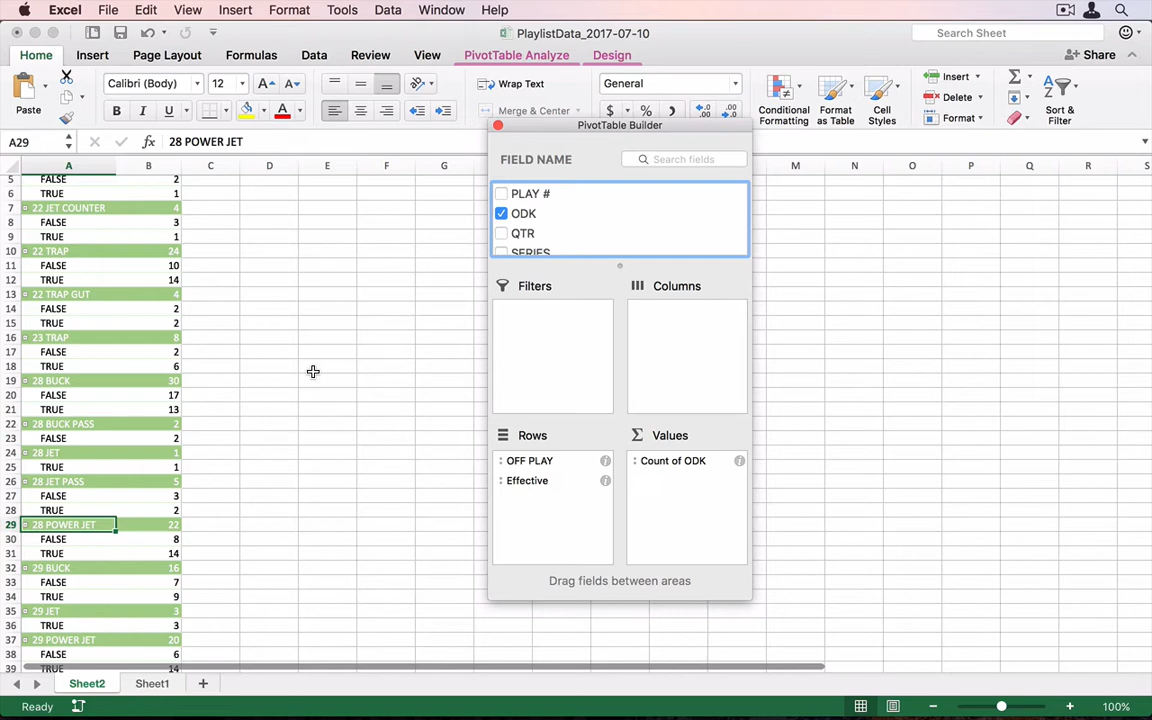 Excel File Edit View Insert Format Tools Data Window Help
PlaylistData_2017-07-10
Search Sheet
Home Insert Page Layout Formulas Data Review View PivotTable Analyze Design
Share
Paste
Calibri (Body) 12 A A
Wrap Text
General
B I U A
Merge & Center
$ %
Conditional Formatting
Format as Table
Cell Styles
Insert
Delete
Format
Sort & Filter
A29 fx 28 POWER JET
A B C D E F G M N O P Q R S
5 FALSE 2
6 TRUE 1
7 22 JET COUNTER 4
8 FALSE 3
9 TRUE 1
10 22 TRAP 24
11 FALSE 10
12 TRUE 14
13 22 TRAP GUT 4
14 FALSE 2
15 TRUE 2
16 23 TRAP 8
17 FALSE 2
18 TRUE 6
19 28 BUCK 30
20 FALSE 17
21 TRUE 13
22 28 BUCK PASS 2
23 FALSE 2
24 28 JET 1
25 TRUE 1
26 28 JET PASS 5
27 FALSE 3
28 TRUE 2
29 28 POWER JET 22
30 FALSE 8
31 TRUE 14
32 29 BUCK 16
33 FALSE 7
34 TRUE 9
35 29 JET 3
36 TRUE 3
37 29 POWER JET 20
38 FALSE 6
39 TRUE 14
PivotTable Builder
FIELD NAME
Search fields
PLAY #
ODK
QTR
SERIES
Filters
Columns
Rows
Values
OFF PLAY
Effective
Count of ODK
Drag fields between areas
Sheet2 Sheet1
Ready
100%